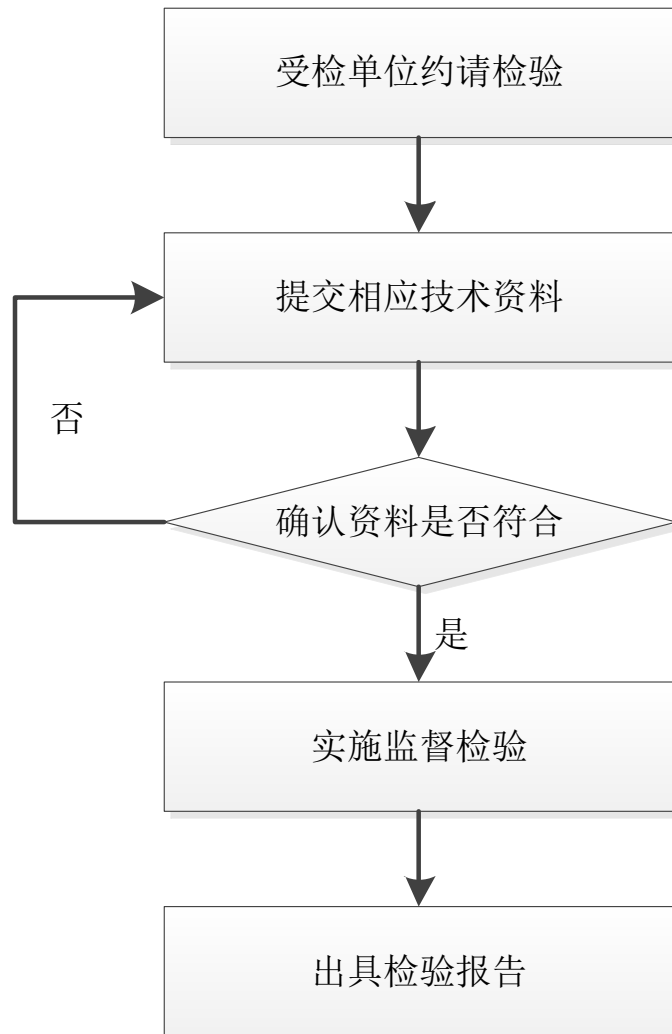 受检单位约请检验
提交相应技术资料
否
确认资料是否符合
是
实施监督检验
出具检验报告